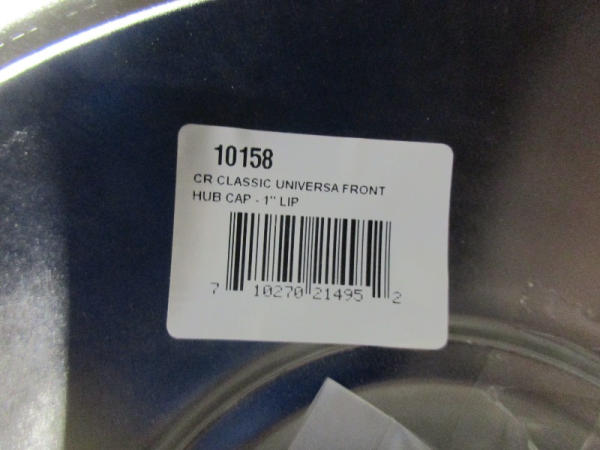 10158
CR CLASSIC UNIVERSA FRONT
HUB CAP - 1" LIP
7 10270 21495 2